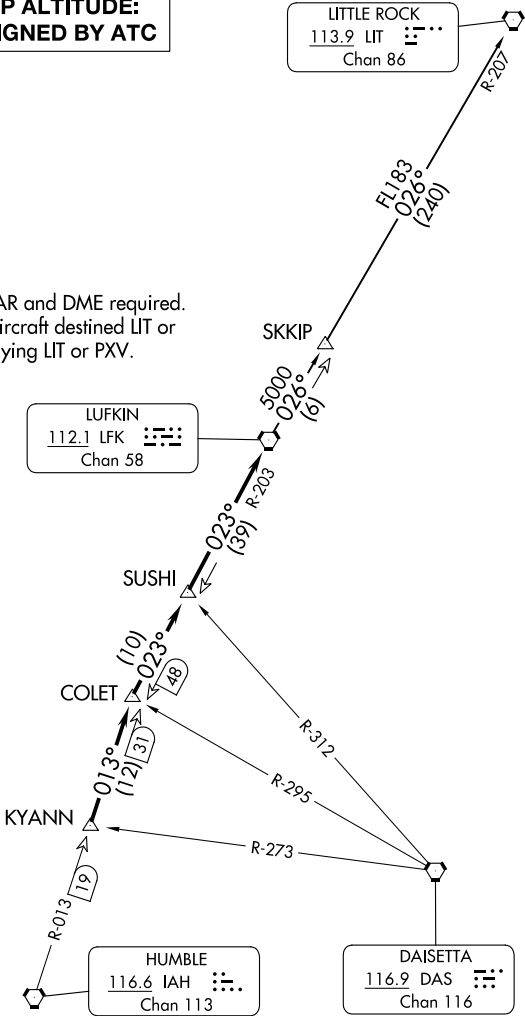 P ALTITUDE:
IGNED BY ATC
LITTLE ROCK
113.9 LIT
Chan 86
R-207
FL183
026°
(240)
AR and DME required.
ircraft destined LIT or
ying LIT or PXV.
SKKIP
5000
026°
(6)
LUFKIN
112.1 LFK
Chan 58
R-203
023°
(39)
SUSHI
(10)
023°
48
COLET
R-312
31
013°
(12)
R-295
KYANN
R-273
19
R-013
HUMBLE
116.6 IAH
Chan 113
DAISETTA
116.9 DAS
Chan 116